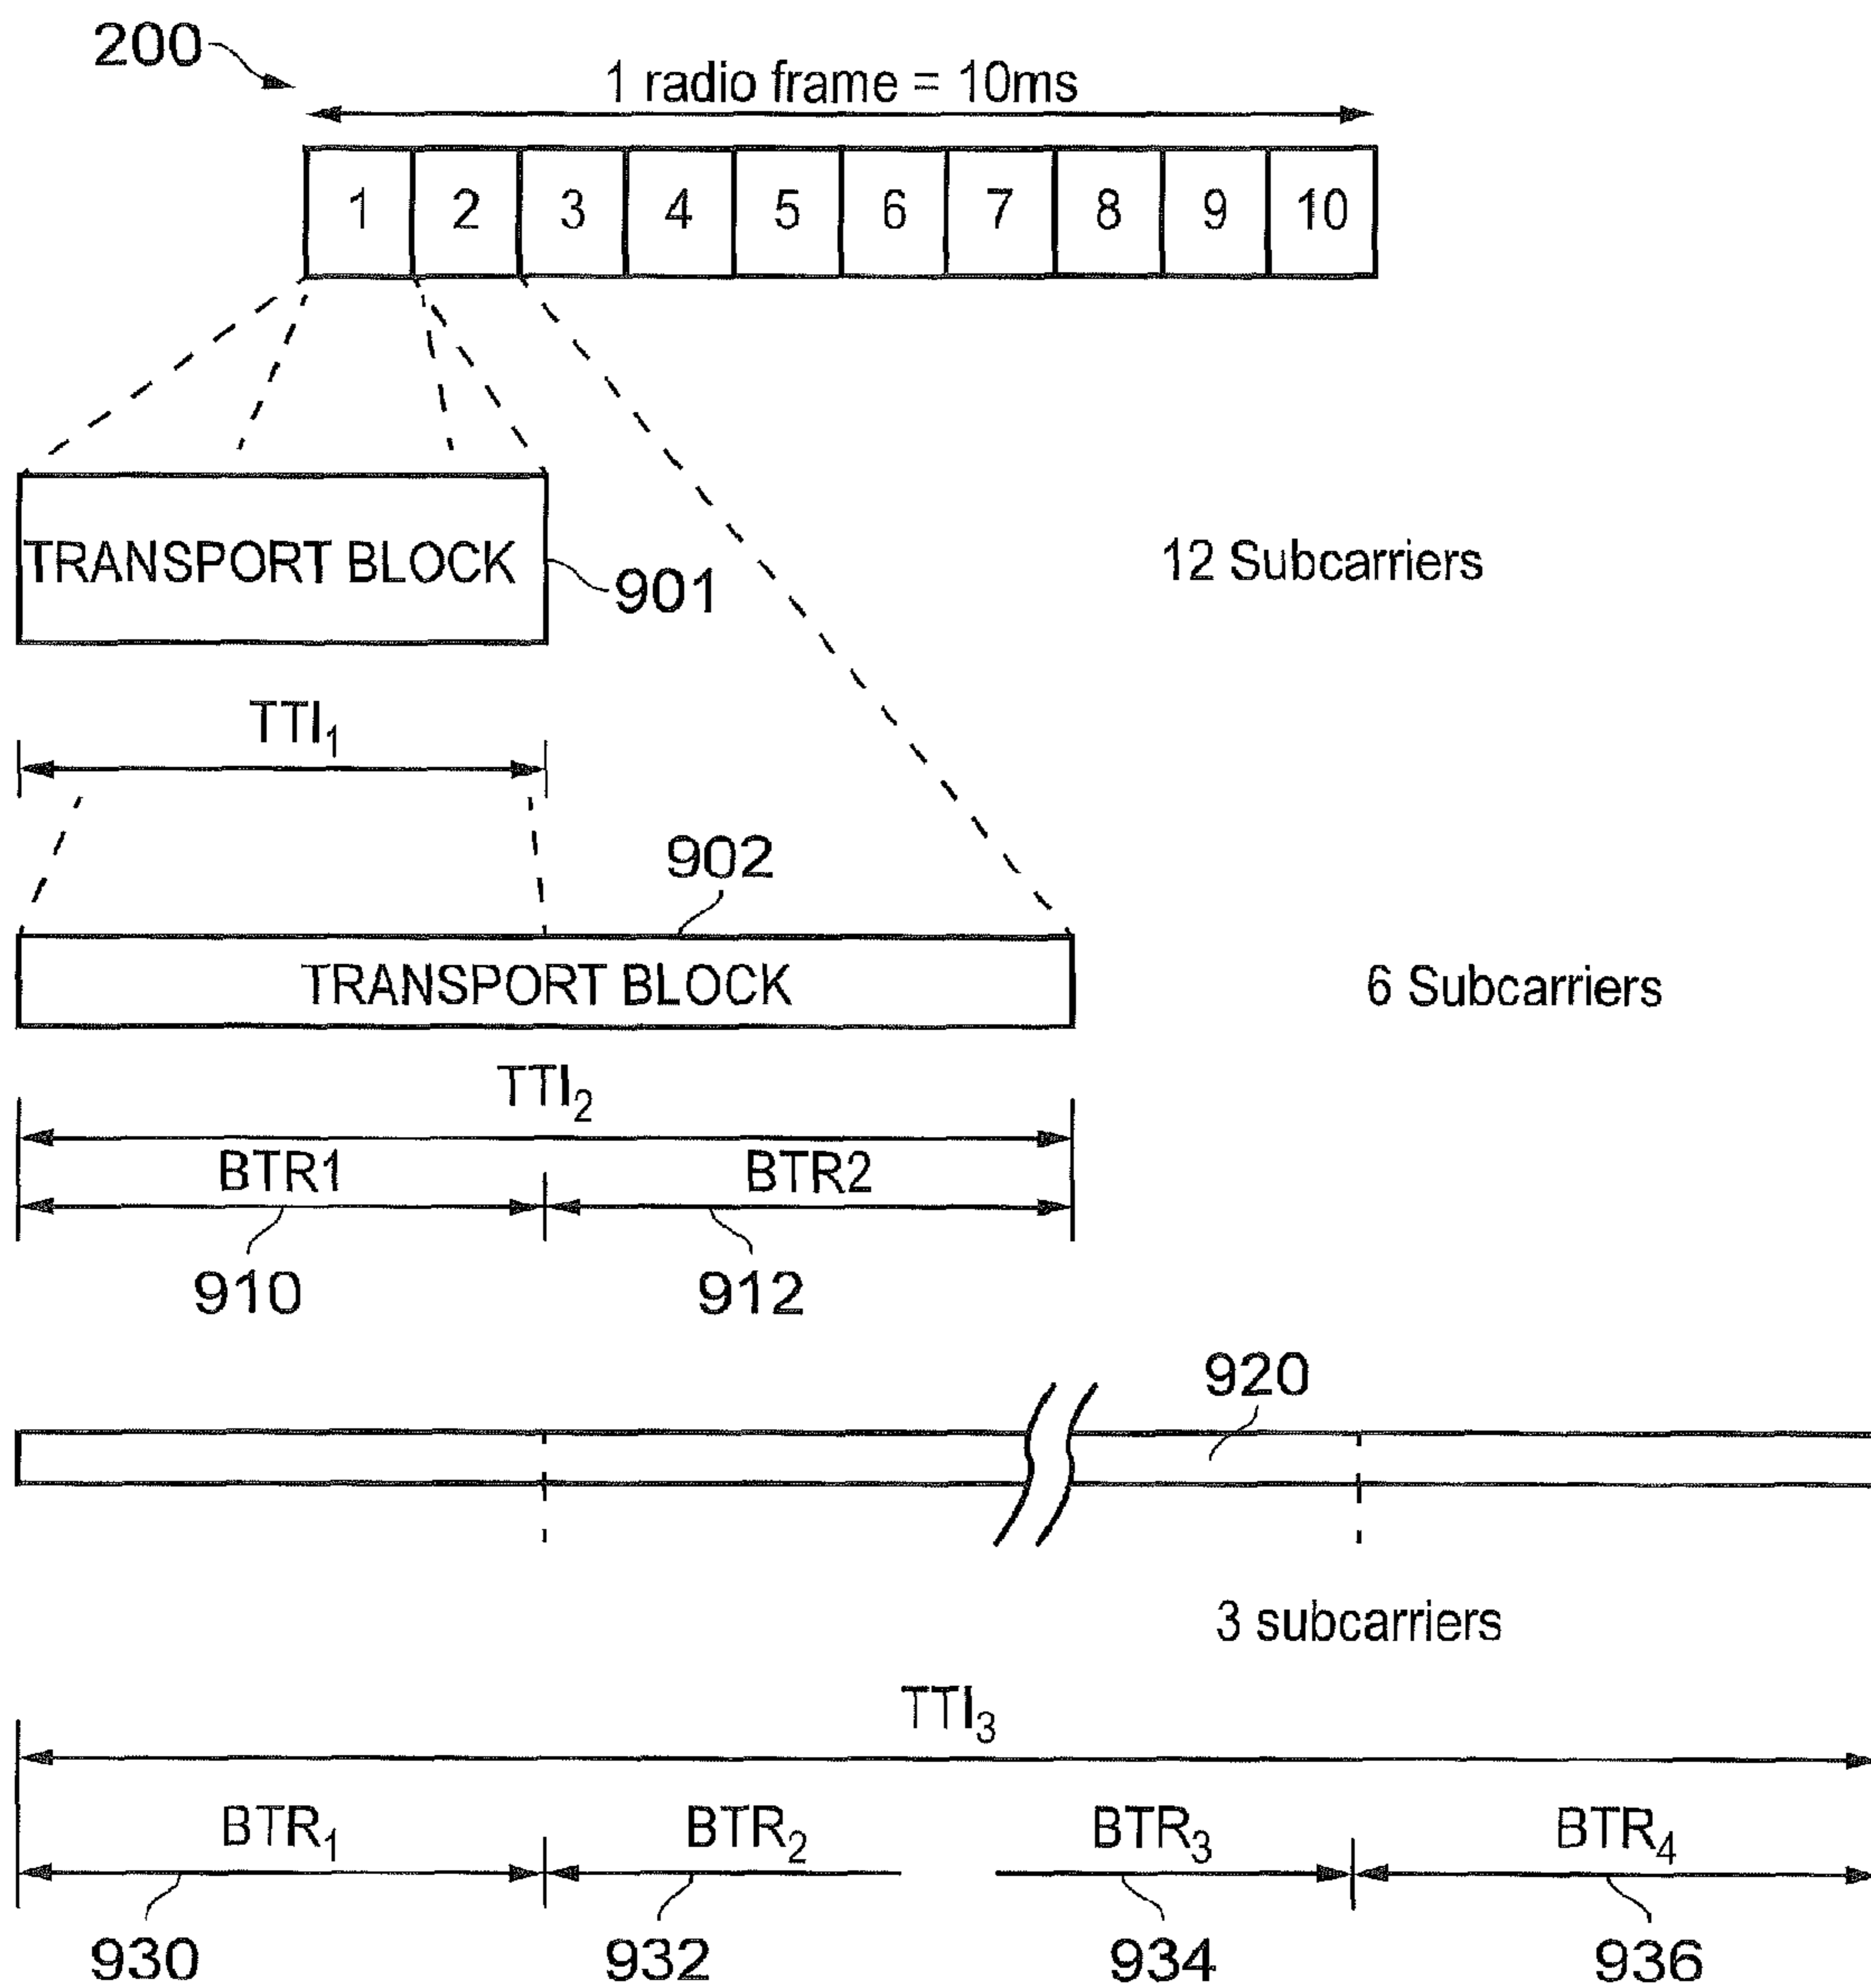 200
1 radio frame = 10ms
1 2 3 4 5 6 7 8 9 10
TRANSPORT BLOCK
901
12 Subcarriers
TTI₁
902
TRANSPORT BLOCK
6 Subcarriers
TTI₂
BTR1 BTR2
910 912
920
3 subcarriers
TTI₃
BTR₁ BTR₂ BTR₃ BTR₄
930 932 934 936